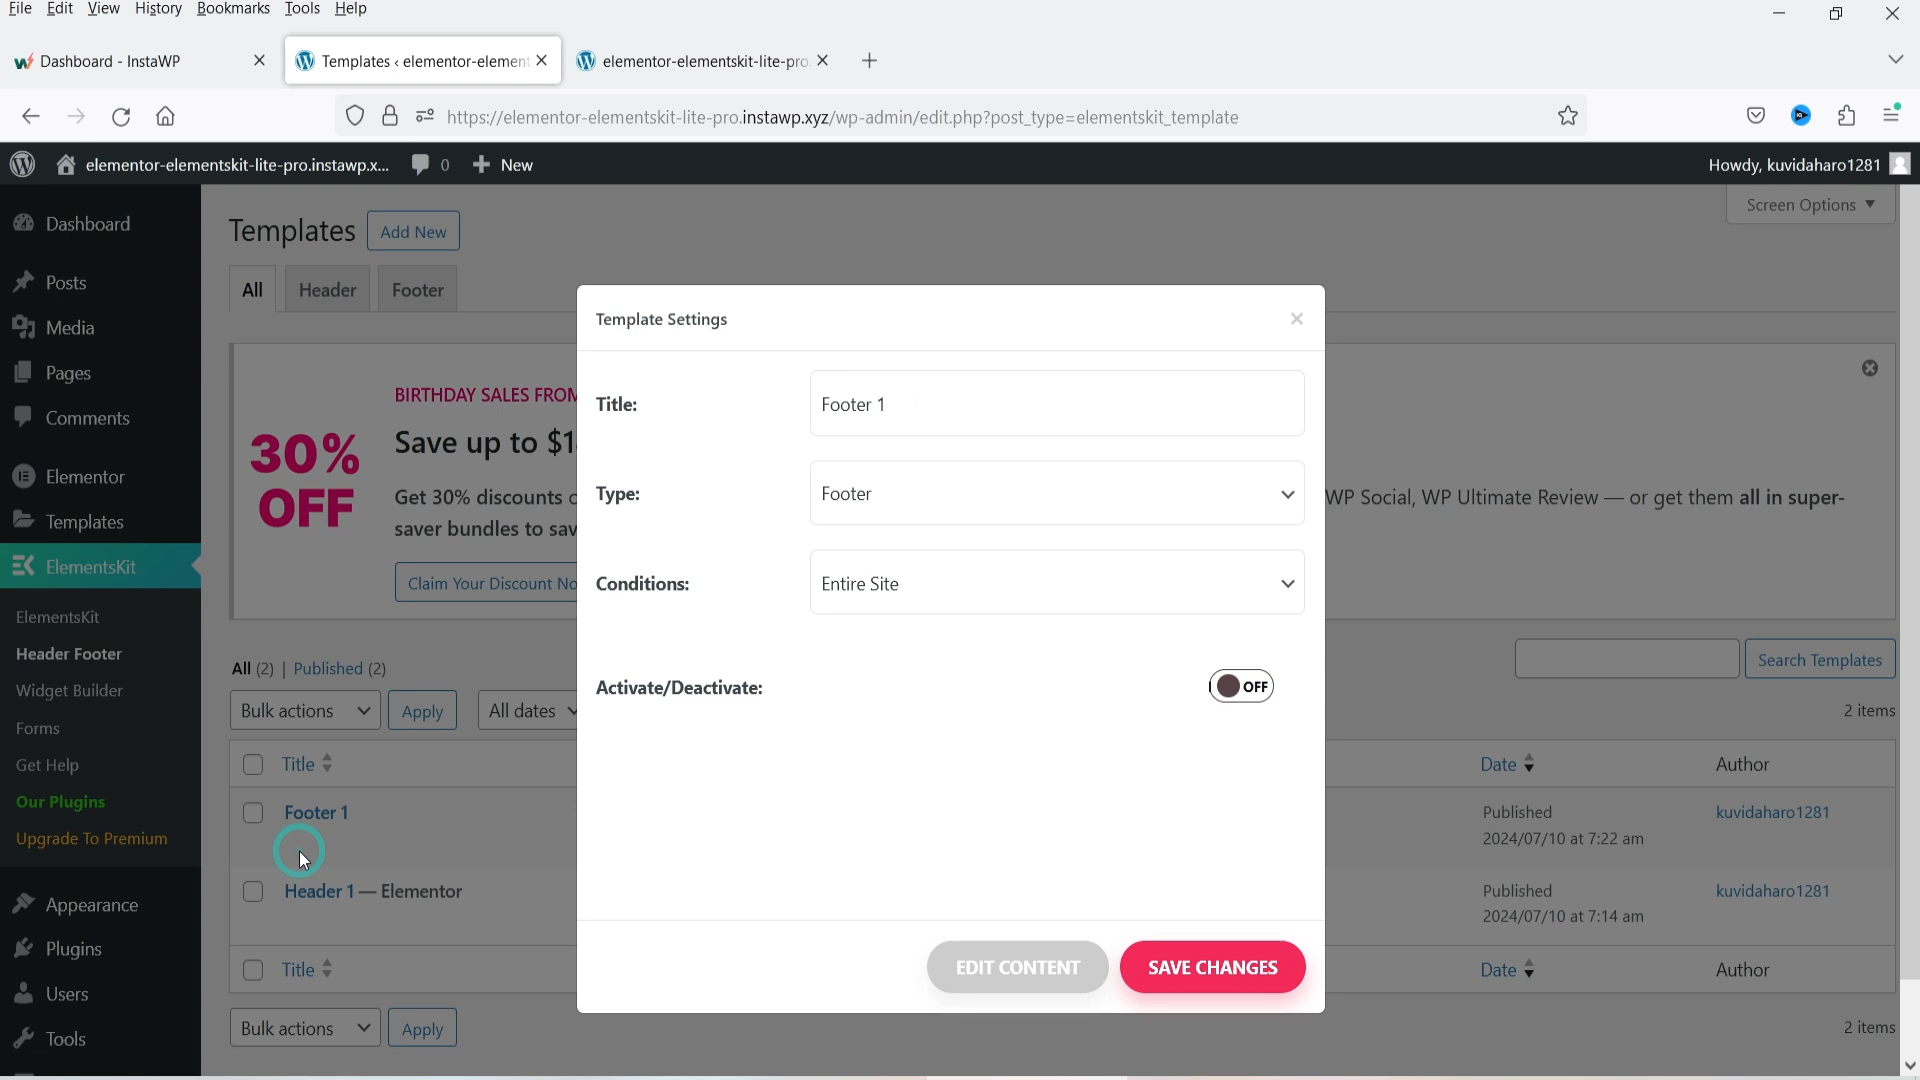 File Edit View History Bookmarks Tools Help
Dashboard - InstaWP
Templates ‹ elementor-element
elementor-elementskit-lite-pro.
https://elementor-elementskit-lite-pro.instawp.xyz/wp-admin/edit.php?post_type=elementskit_template
elementor-elementskit-lite-pro.instawp.x... 0 New
Howdy, kuvidaharo1281
Dashboard
Posts
Media
Pages
Comments
Elementor
Templates
ElementsKit
ElementsKit
Header Footer
Widget Builder
Forms
Get Help
Our Plugins
Upgrade To Premium
Appearance
Plugins
Users
Tools
Templates Add New
Screen Options
All Header Footer
30%
OFF
BIRTHDAY SALES FROM
Save up to $1
Get 30% discounts
WP Social, WP Ultimate Review — or get them all in super-
saver bundles to sav
Claim Your Discount No
All (2) | Published (2)
Search Templates
Bulk actions Apply All dates
2 items
Title Date Author
Footer 1 Published kuvidaharo1281
2024/07/10 at 7:22 am
Header 1 — Elementor Published kuvidaharo1281
2024/07/10 at 7:14 am
Title Date Author
Bulk actions Apply
2 items
Template Settings
Title: Footer 1
Type: Footer
Conditions: Entire Site
Activate/Deactivate: OFF
EDIT CONTENT SAVE CHANGES